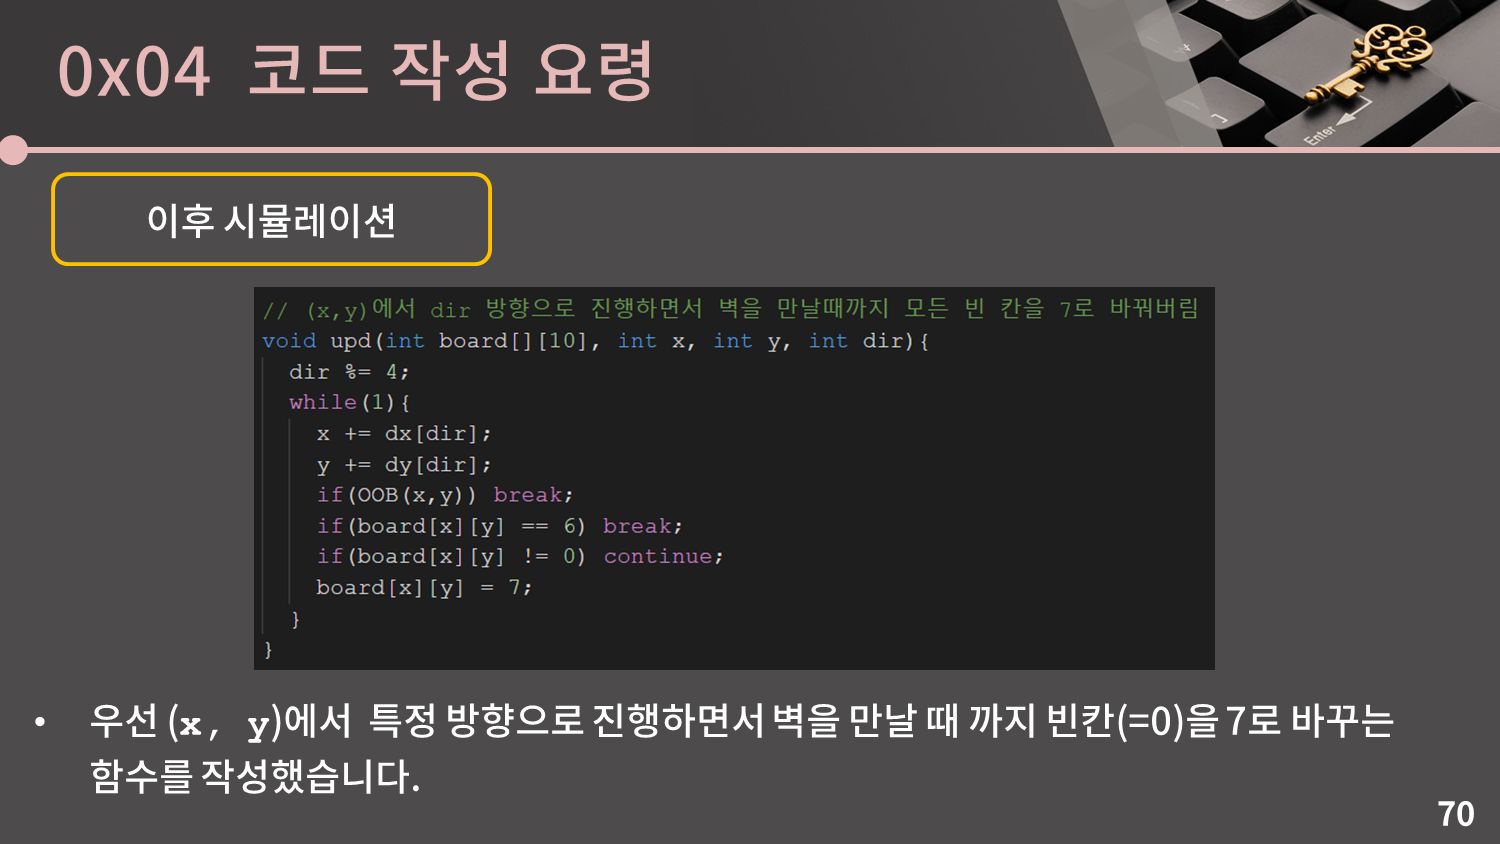 0x04 코드 작성 요령
Enter
이후 시뮬레이션
// (x,y)에서 dir 방향으로 진행하면서 벽을 만날때까지 모든 빈 칸을 7로 바꿔버림
void upd(int board[][10], int x, int y, int dir){
dir %= 4;
while(1){
x += dx[dir];
y += dy[dir];
if(OOB(x,y)) break;
if(board[x][y] == 6) break;
if(board[x][y] != 0) continue;
board[x][y] = 7;
}
}
• 우선 (x, y)에서 특정 방향으로 진행하면서 벽을 만날 때 까지 빈칸(=0)을 7로 바꾸는
함수를 작성했습니다.
70